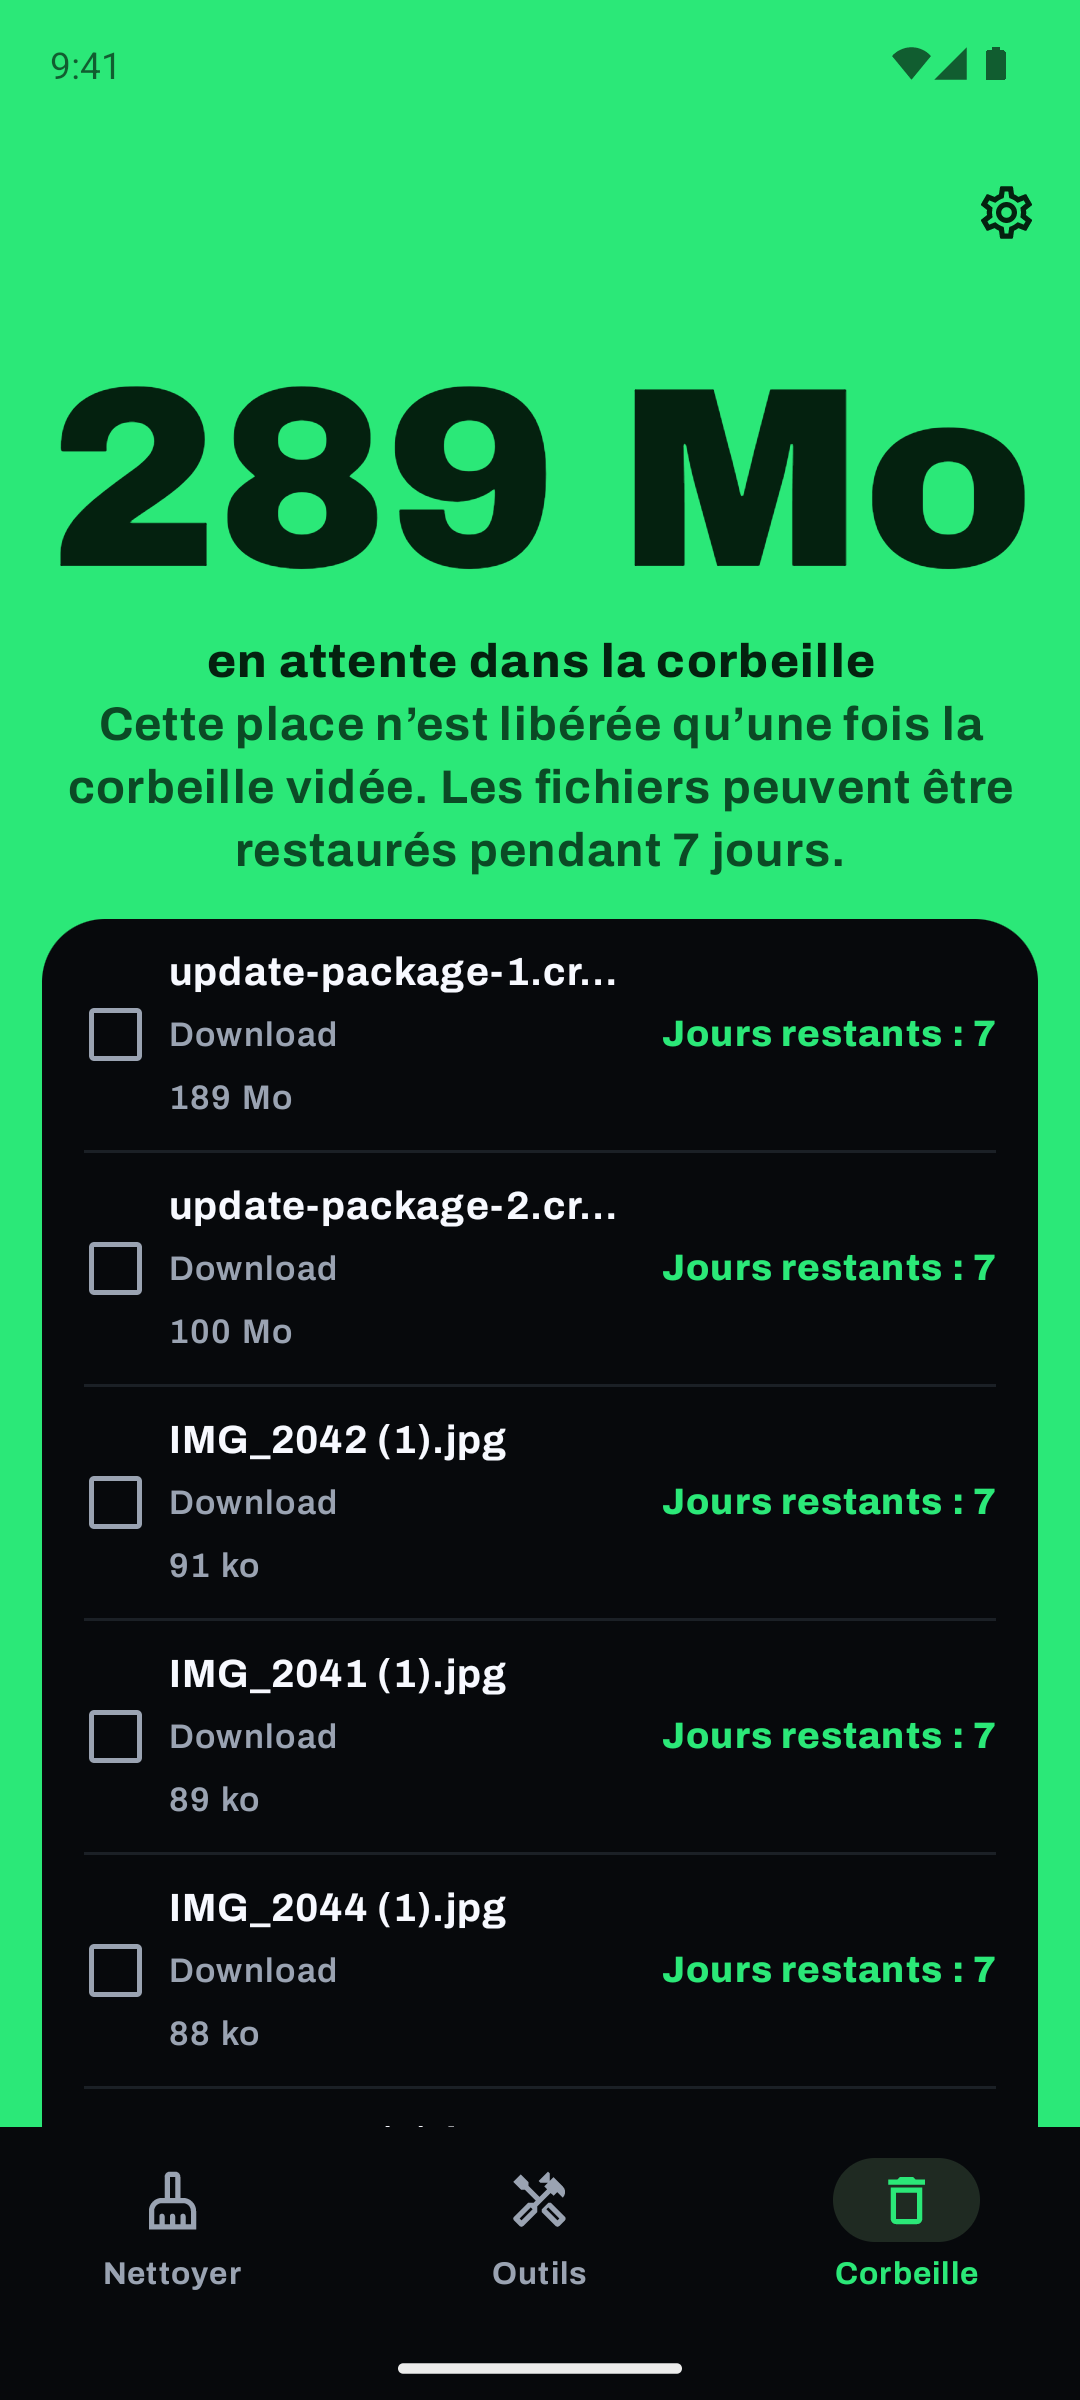 9:41
289 Mo
en attente dans la corbeille
Cette place n’est libérée qu’une fois la
corbeille vidée. Les fichiers peuvent être
restaurés pendant 7 jours.
update-package-1.cr...
Download
Jours restants : 7
189 Mo
update-package-2.cr...
Download
Jours restants : 7
100 Mo
IMG_2042 (1).jpg
Download
Jours restants : 7
91 ko
IMG_2041 (1).jpg
Download
Jours restants : 7
89 ko
IMG_2044 (1).jpg
Download
Jours restants : 7
88 ko
Nettoyer
Outils
Corbeille